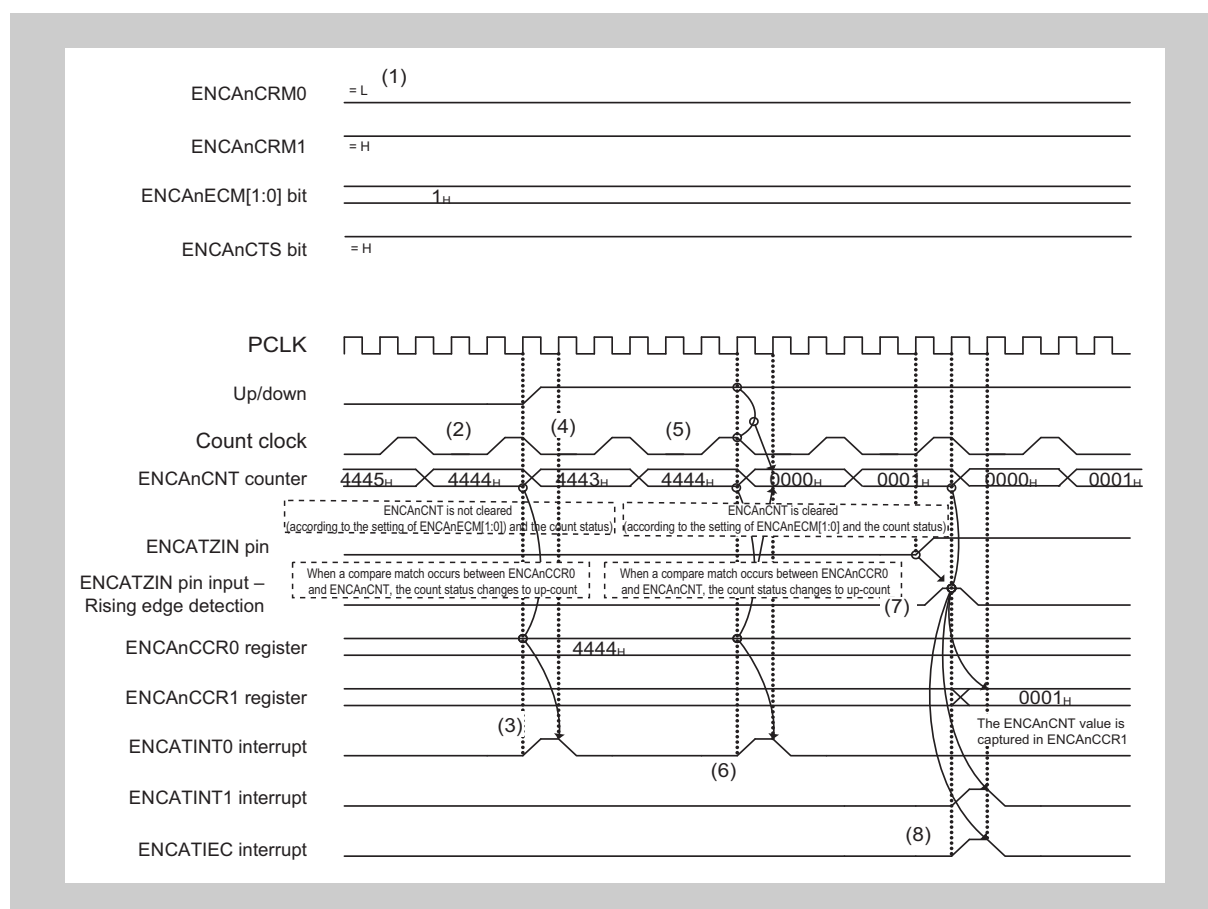 (1)
ENCAnCRM0 = L
ENCAnCRM1 = H
ENCAnECM[1:0] bit 1H
ENCAnCTS bit = H
PCLK
Up/down
(2) (4) (5)
Count clock
ENCAnCNT counter 4445H 4444H 4443H 4444H 0000H 0001H 0000H 0001H
ENCAnCNT is not cleared
(according to the setting of ENCAnECM[1:0]) and the count status)
ENCAnCNT is cleared
(according to the setting of ENCAnECM[1:0] and the count status)
ENCATZIN pin
When a compare match occurs between ENCAnCCR0
and ENCAnCNT, the count status changes to up-count
When a compare match occurs between ENCAnCCR0
and ENCAnCNT, the count status changes to up-count
ENCATZIN pin input –
Rising edge detection
(7)
ENCAnCCR0 register 4444H
ENCAnCCR1 register 0001H
The ENCAnCNT value is
captured in ENCAnCCR1
(3)
ENCATINT0 interrupt
(6)
ENCATINT1 interrupt
(8)
ENCATIEC interrupt